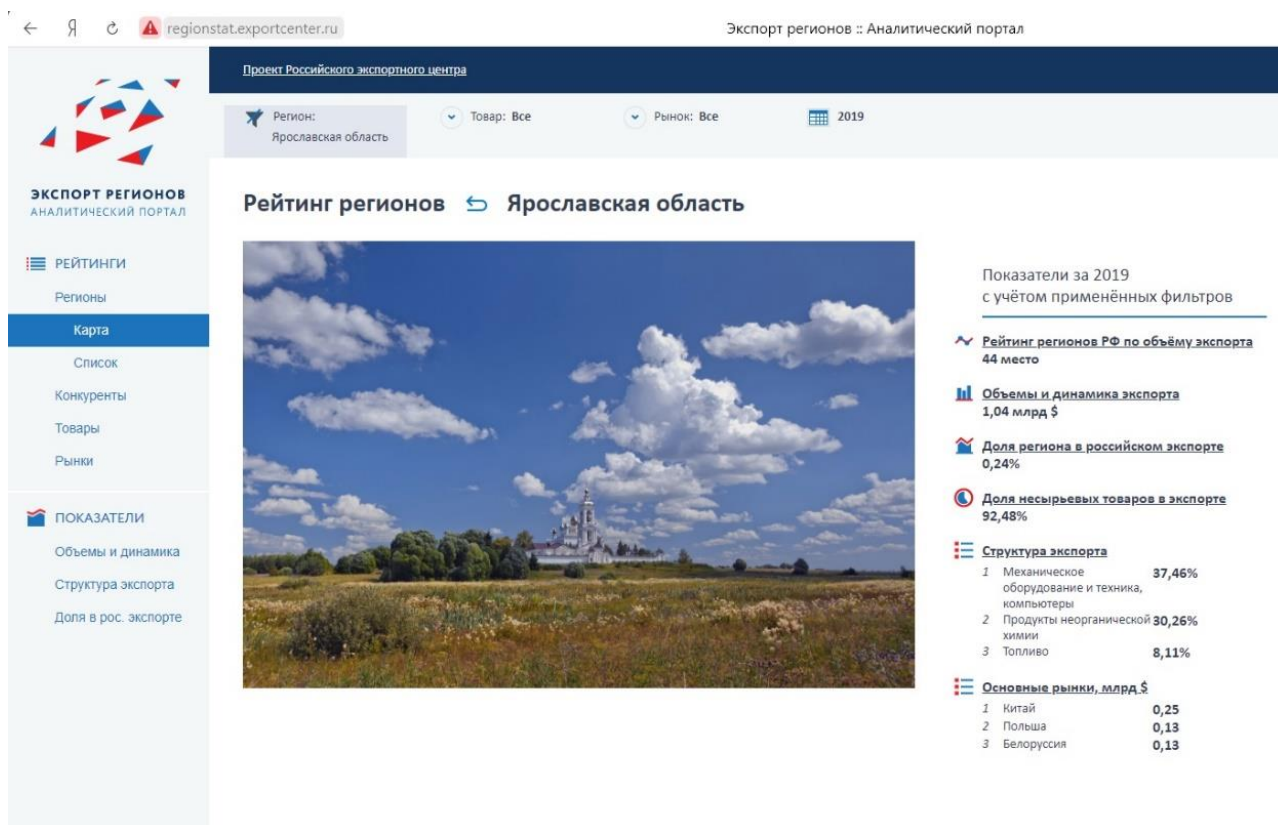 regionstat.exportcenter.ru
Экспорт регионов :: Аналитический портал
Проект Российского экспортного центра
Регион:
Ярославская область
Товар: Все
Рынок: Все
2019
ЭКСПОРТ РЕГИОНОВ
АНАЛИТИЧЕСКИЙ ПОРТАЛ
РЕЙТИНГИ
Регионы
Карта
Список
Конкуренты
Товары
Рынки
ПОКАЗАТЕЛИ
Объемы и динамика
Структура экспорта
Доля в рос. экспорте
Рейтинг регионов Ярославская область
Показатели за 2019
с учётом применённых фильтров
Рейтинг регионов РФ по объёму экспорта
44 место
Объемы и динамика экспорта
1,04 млрд $
Доля региона в российском экспорте
0,24%
Доля несырьевых товаров в экспорте
92,48%
Структура экспорта
1 Механическое 37,46%
оборудование и техника,
компьютеры
2 Продукты неорганической 30,26%
химии
3 Топливо 8,11%
Основные рынки, млрд $
1 Китай 0,25
2 Польша 0,13
3 Белоруссия 0,13